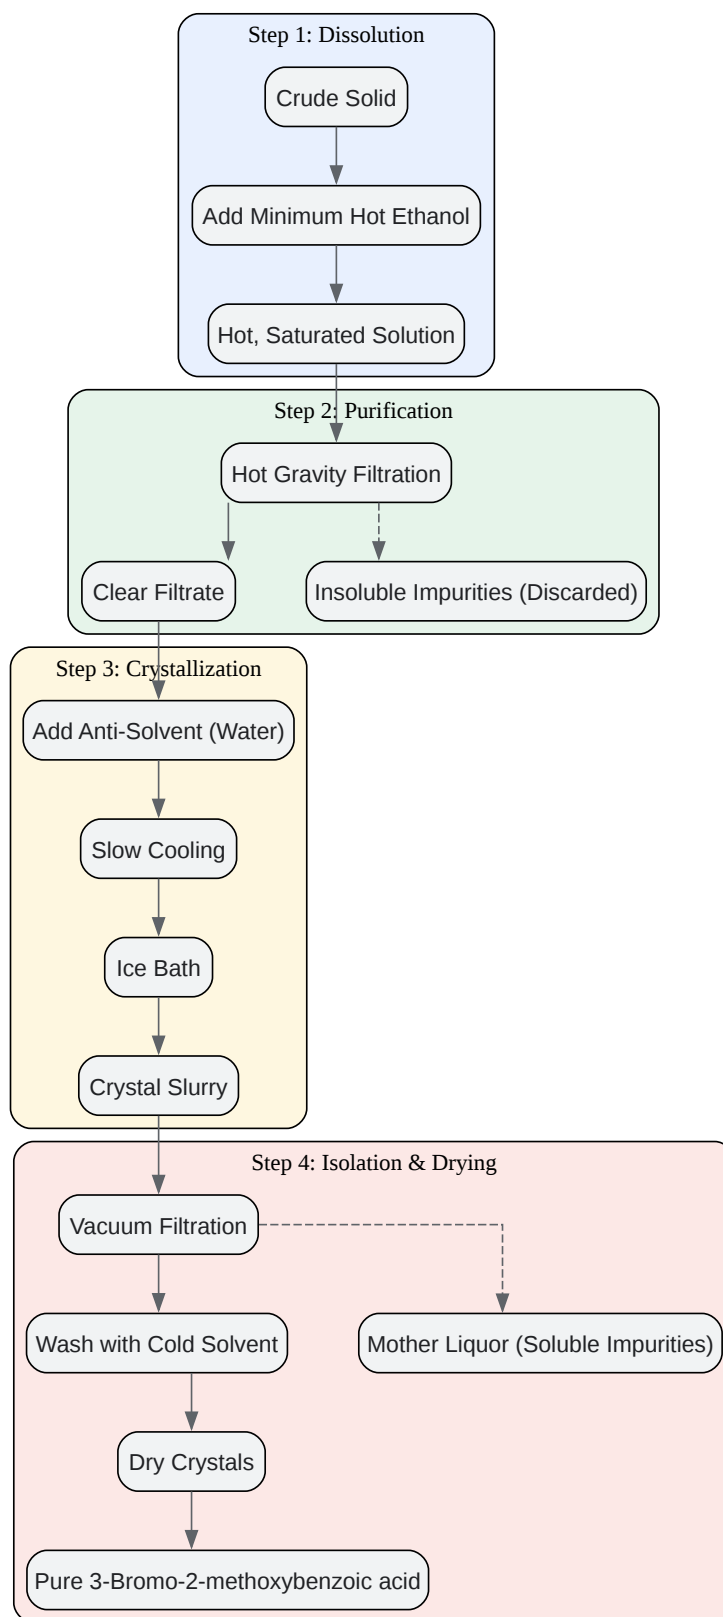 Step 1: Dissolution
Crude Solid
Add Minimum Hot Ethanol
Hot, Saturated Solution
Step 2: Purification
Hot Gravity Filtration
Clear Filtrate
Insoluble Impurities (Discarded)
Step 3: Crystallization
Add Anti-Solvent (Water)
Slow Cooling
Ice Bath
Crystal Slurry
Step 4: Isolation & Drying
Vacuum Filtration
Wash with Cold Solvent
Mother Liquor (Soluble Impurities)
Dry Crystals
Pure 3-Bromo-2-methoxybenzoic acid